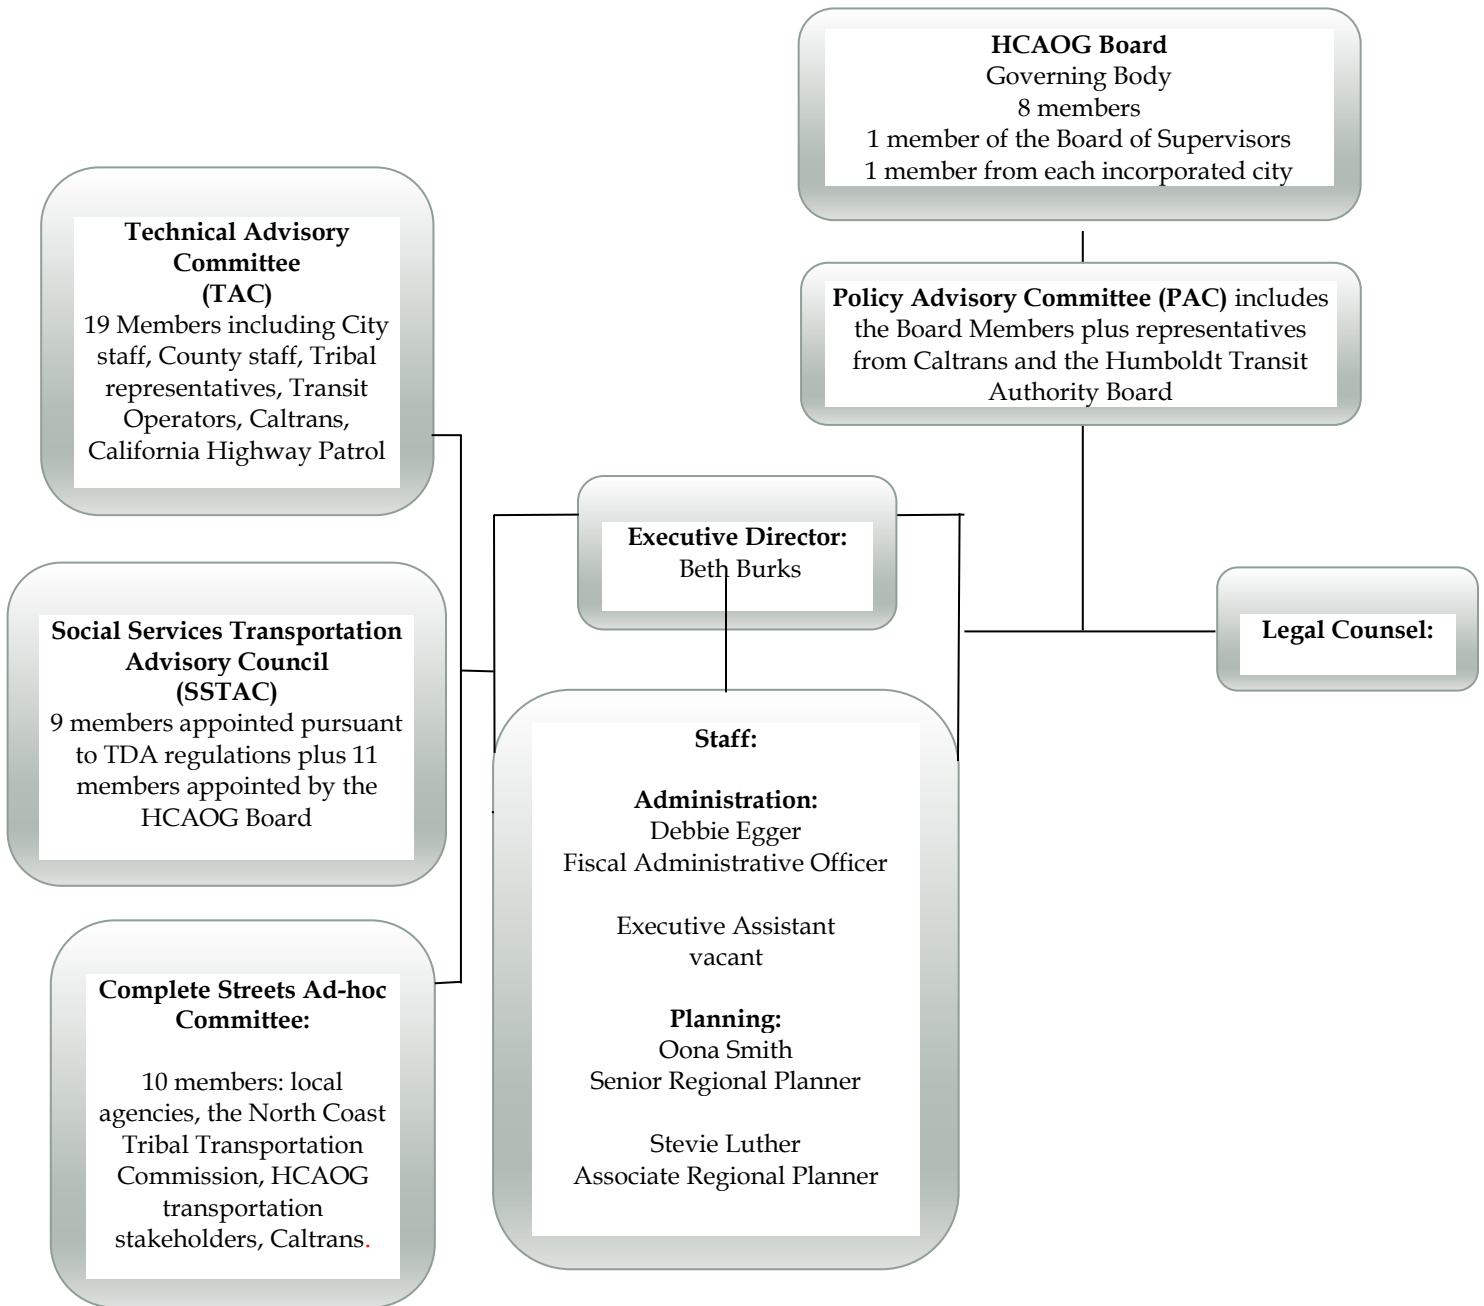 HCAOG Board
Governing Body
8 members
1 member of the Board of Supervisors
1 member from each incorporated city
Technical Advisory
Committee
(TAC)
19 Members including City
staff, County staff, Tribal
representatives, Transit
Operators, Caltrans,
California Highway Patrol
Policy Advisory Committee (PAC) includes
the Board Members plus representatives
from Caltrans and the Humboldt Transit
Authority Board
Executive Director:
Beth Burks
Legal Counsel:
Social Services Transportation
Advisory Council
(SSTAC)
9 members appointed pursuant
to TDA regulations plus 11
members appointed by the
HCAOG Board
Staff:
Administration:
Debbie Egger
Fiscal Administrative Officer
Executive Assistant
vacant
Planning:
Oona Smith
Senior Regional Planner
Stevie Luther
Associate Regional Planner
Complete Streets Ad-hoc
Committee:
10 members: local
agencies, the North Coast
Tribal Transportation
Commission, HCAOG
transportation
stakeholders, Caltrans.